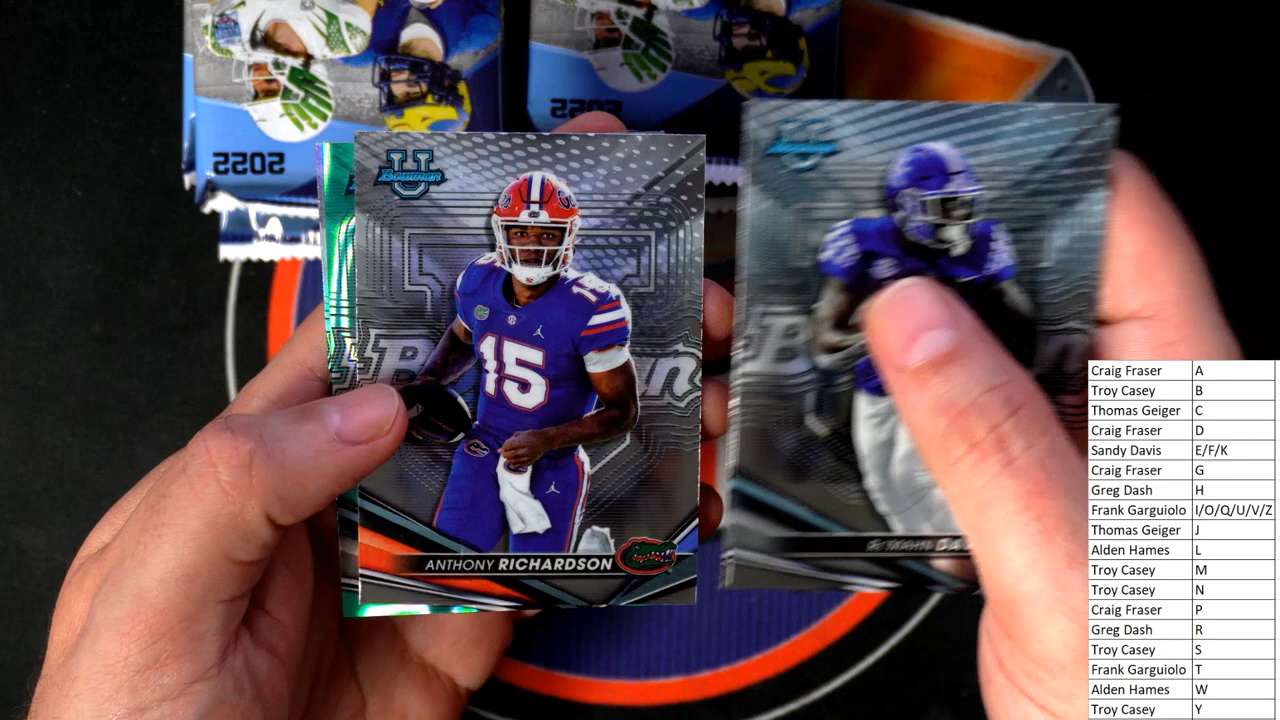 2022
2022
U
Bowman
15
15
Bowman
ANTHONY RICHARDSON
Craig Fraser A
Troy Casey B
Thomas Geiger C
Craig Fraser D
Sandy Davis E/F/K
Craig Fraser G
Greg Dash H
Frank Garguiolo I/O/Q/U/V/Z
Thomas Geiger J
Alden Hames L
Troy Casey M
Troy Casey N
Craig Fraser P
Greg Dash R
Troy Casey S
Frank Garguiolo T
Alden Hames W
Troy Casey Y